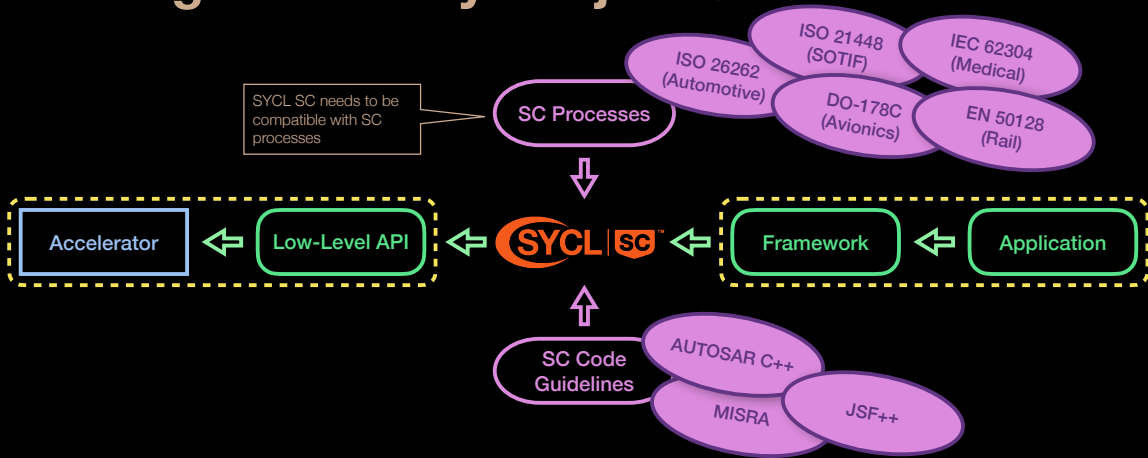 ISO 21448
(SOTIF)
IEC 62304
(Medical)
ISO 26262
(Automotive)
DO-178C
(Avionics)
EN 50128
(Rail)
SYCL SC needs to be
compatible with SC
processes
SC Processes
Accelerator
Low-Level API
SYCL SC™
Framework
Application
SC Code
Guidelines
AUTOSAR C++
MISRA
JSF++